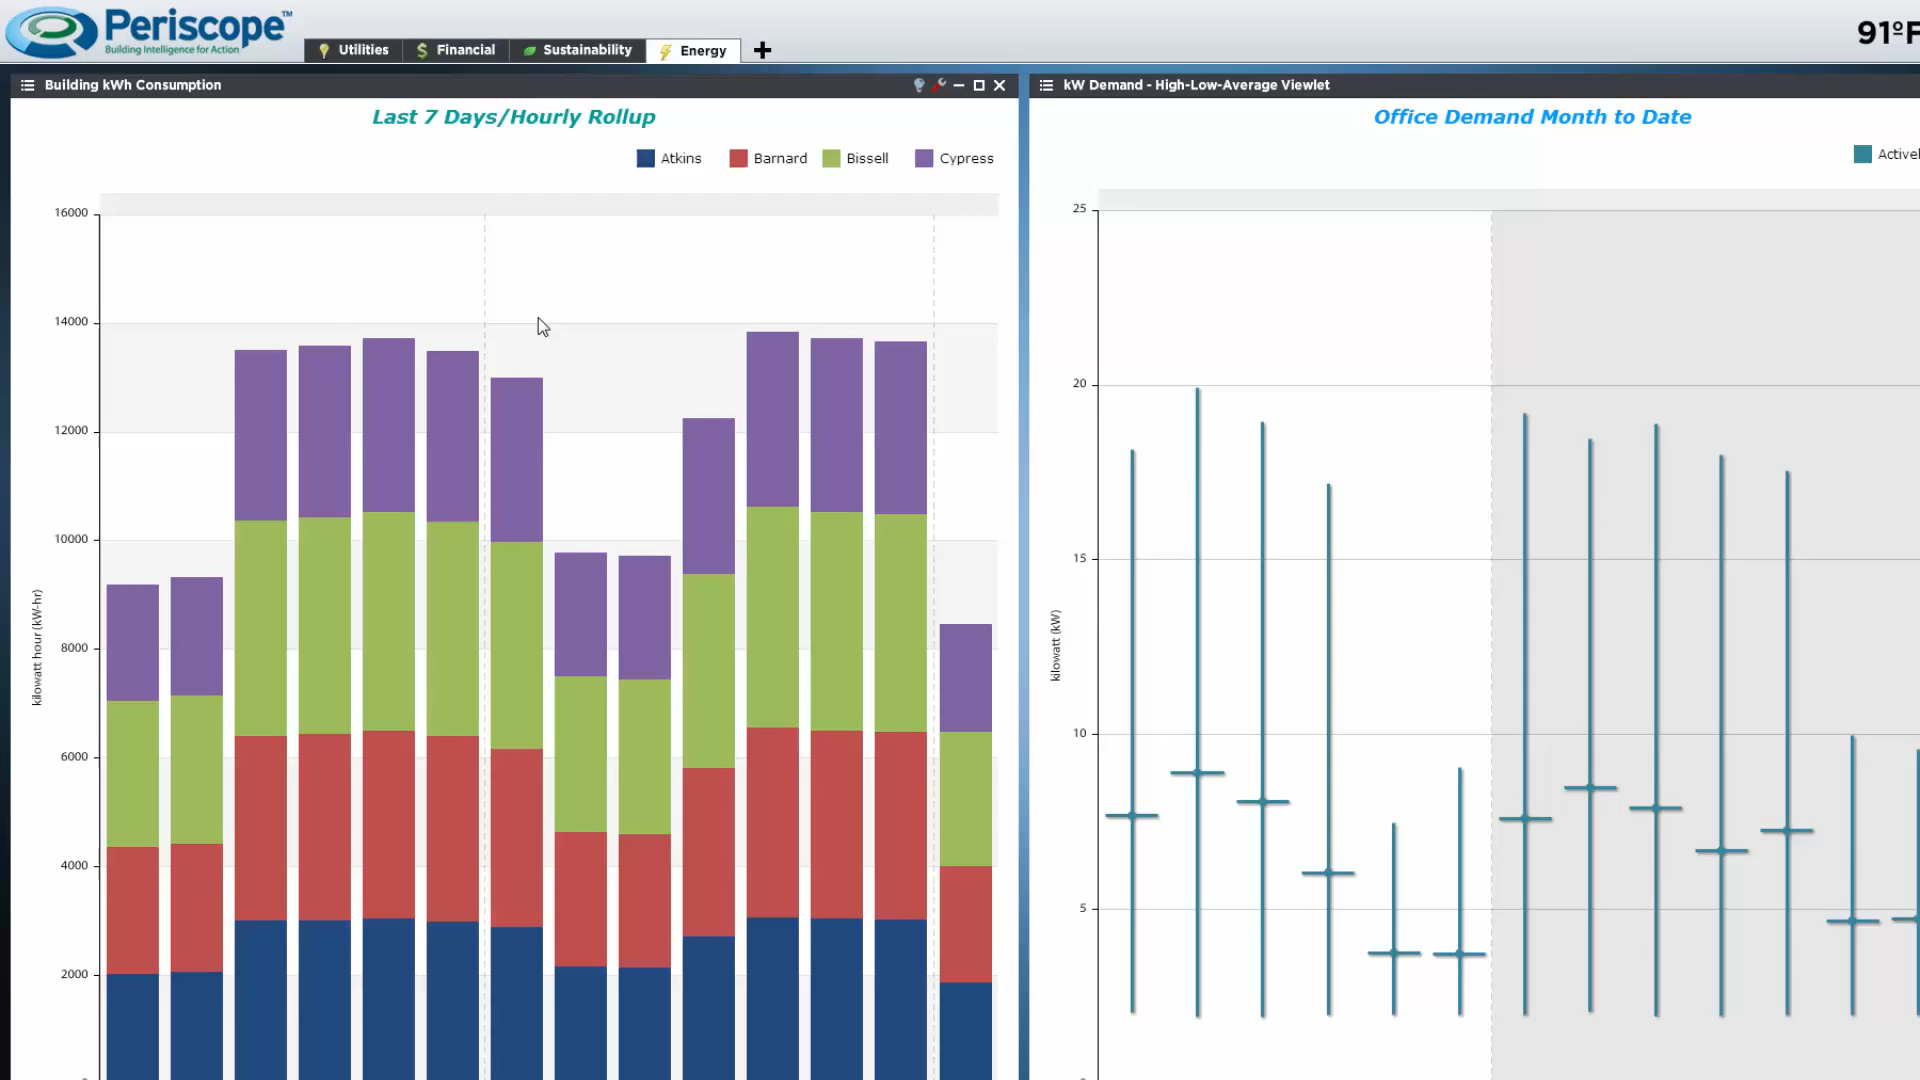 Periscope™
Building Intelligence for Action
Utilities
Financial
Sustainability
Energy
91ºF
Building kWh Consumption
Last 7 Days/Hourly Rollup
Atkins
Barnard
Bissell
Cypress
16000
14000
12000
10000
8000
6000
4000
2000
kilowatt hour (kW-hr)
kW Demand - High-Low-Average Viewlet
Office Demand Month to Date
25
20
15
10
5
kilowatt (kW)